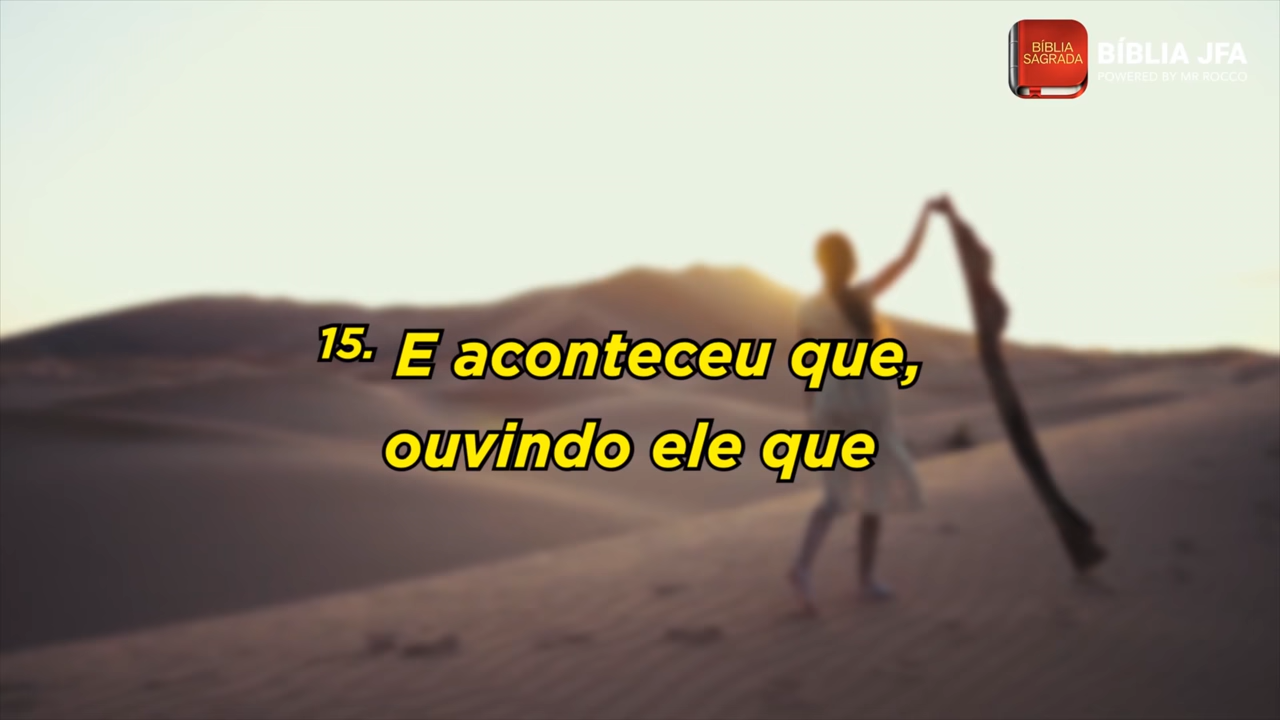 BÍBLIA
SAGRADA
BÍBLIA JFA
POWERED BY MR ROCCO
15. E aconteceu que,
ouvindo ele que